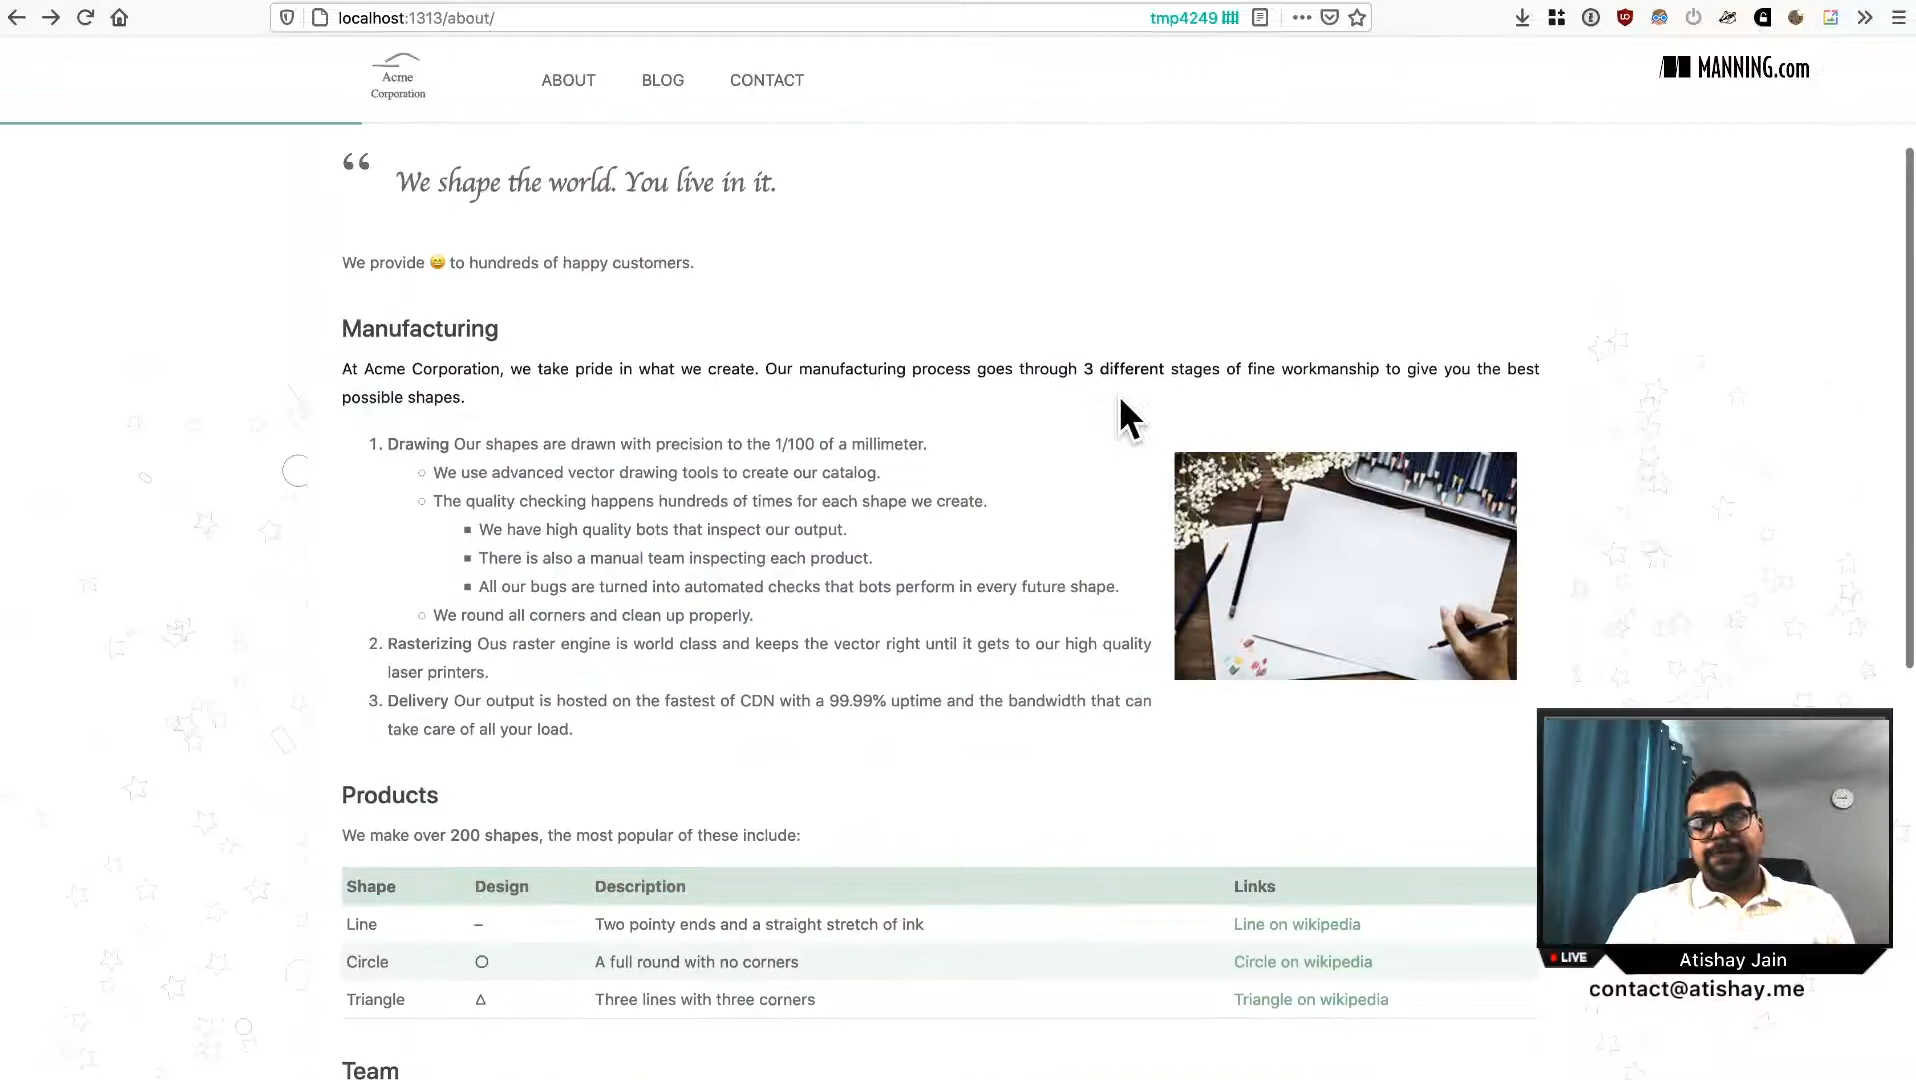 localhost:1313/about/
tmp4249
Acme
Corporation
ABOUT
BLOG
CONTACT
MANNING.com
“ We shape the world. You live in it.
We provide 😄 to hundreds of happy customers.
Manufacturing
At Acme Corporation, we take pride in what we create. Our manufacturing process goes through 3 different stages of fine workmanship to give you the best
possible shapes.
1. Drawing Our shapes are drawn with precision to the 1/100 of a millimeter.
○ We use advanced vector drawing tools to create our catalog.
○ The quality checking happens hundreds of times for each shape we create.
▪ We have high quality bots that inspect our output.
▪ There is also a manual team inspecting each product.
▪ All our bugs are turned into automated checks that bots perform in every future shape.
○ We round all corners and clean up properly.
2. Rasterizing Ous raster engine is world class and keeps the vector right until it gets to our high quality
laser printers.
3. Delivery Our output is hosted on the fastest of CDN with a 99.99% uptime and the bandwidth that can
take care of all your load.
Products
We make over 200 shapes, the most popular of these include:
Shape Design Description Links
Line – Two pointy ends and a straight stretch of ink Line on wikipedia
Circle ○ A full round with no corners Circle on wikipedia
Triangle △ Three lines with three corners Triangle on wikipedia
Team
LIVE
Atishay Jain
contact@atishay.me